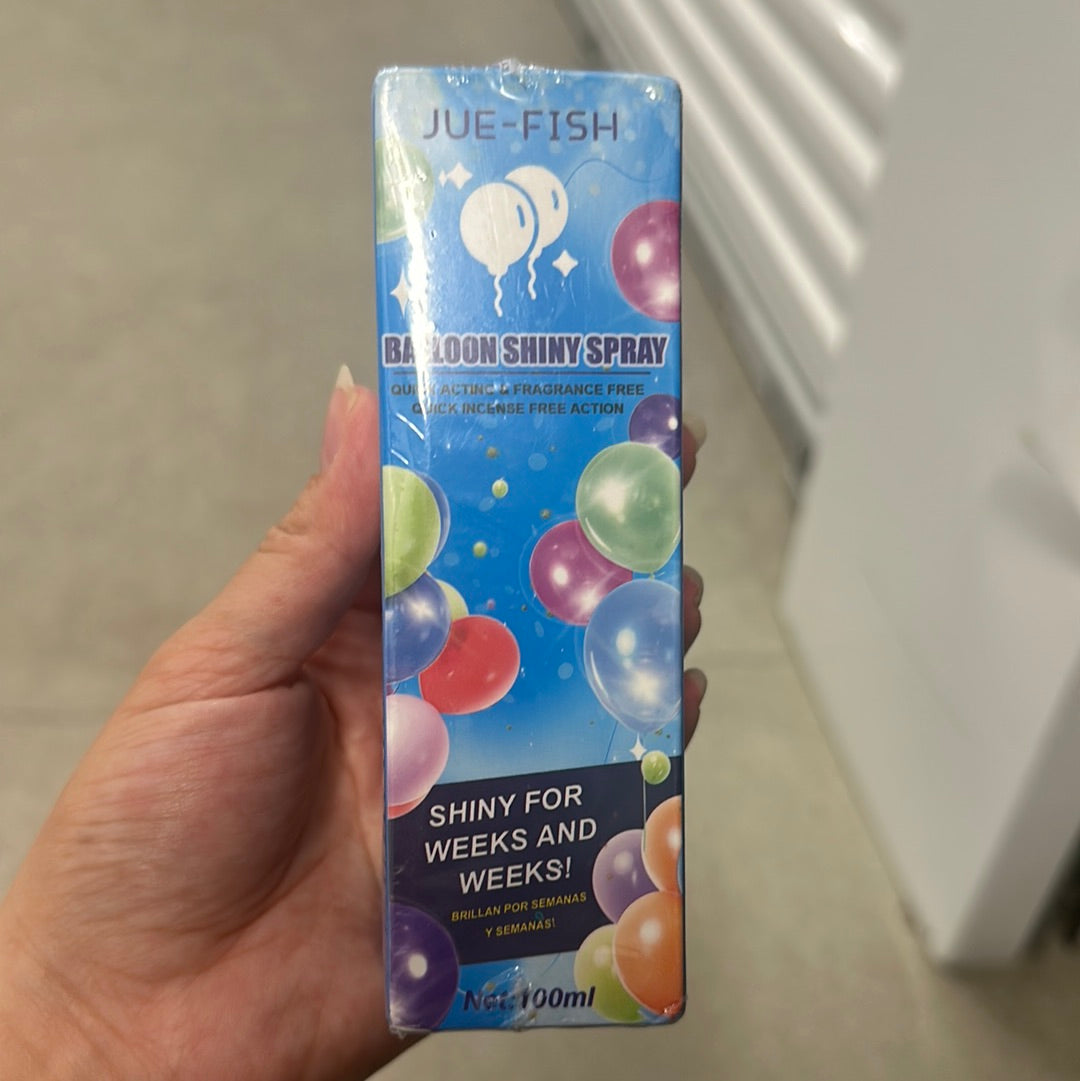 JUE-FISH
BALLOON SHINY SPRAY
QUICK ACTING & FRAGRANCE FREE
QUICK INCENSE FREE ACTION
SHINY FOR
WEEKS AND
WEEKS!
BRILLAN POR SEMANAS
Y SEMANAS!
Net:100ml